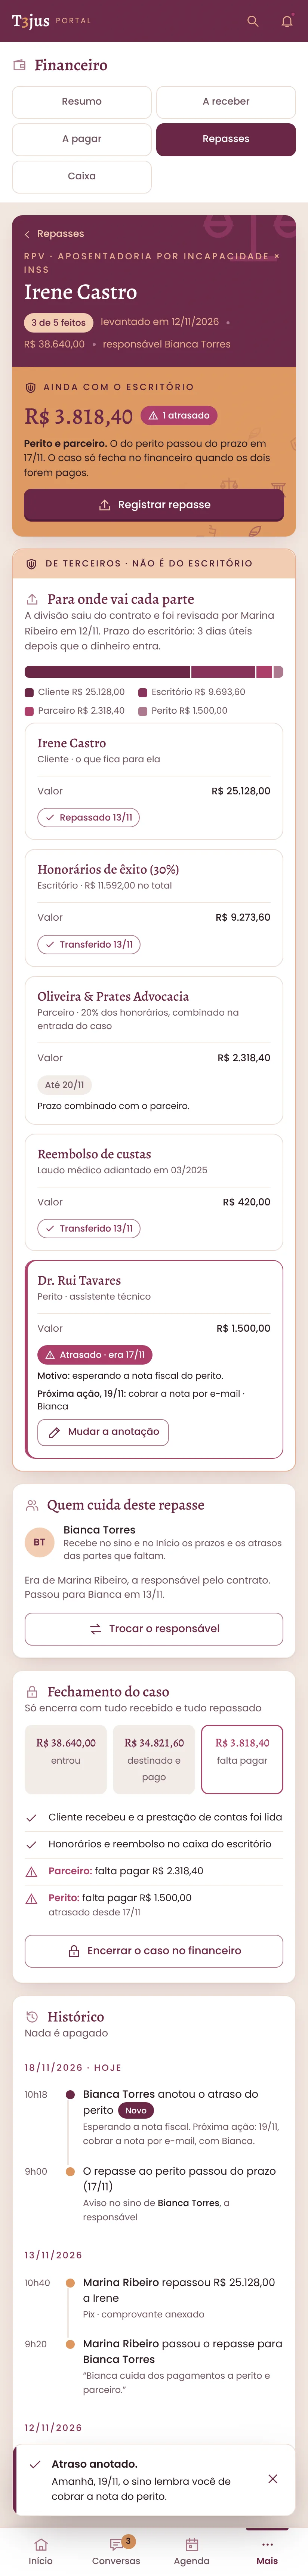 T3jus PORTAL
Financeiro
Resumo
A receber
A pagar
Repasses
Caixa
Repasses
RPV · APOSENTADORIA POR INCAPACIDADE ×
INSS
Irene Castro
3 de 5 feitos
levantado em 12/11/2026
R$ 38.640,00 • responsável Bianca Torres
AINDA COM O ESCRITÓRIO
R$ 3.818,40
1 atrasado
Perito e parceiro. O do perito passou do prazo em
17/11. O caso só fecha no financeiro quando os dois
forem pagos.
Registrar repasse
DE TERCEIROS · NÃO É DO ESCRITÓRIO
Para onde vai cada parte
A divisão saiu do contrato e foi revisada por Marina
Ribeiro em 12/11. Prazo do escritório: 3 dias úteis
depois que o dinheiro entra.
Cliente R$ 25.128,00
Escritório R$ 9.693,60
Parceiro R$ 2.318,40
Perito R$ 1.500,00
Irene Castro
Cliente · o que fica para ela
Valor
R$ 25.128,00
Repassado 13/11
Honorários de êxito (30%)
Escritório · R$ 11.592,00 no total
Valor
R$ 9.273,60
Transferido 13/11
Oliveira & Prates Advocacia
Parceiro · 20% dos honorários, combinado na
entrada do caso
Valor
R$ 2.318,40
Até 20/11
Prazo combinado com o parceiro.
Reembolso de custas
Laudo médico adiantado em 03/2025
Valor
R$ 420,00
Transferido 13/11
Dr. Rui Tavares
Perito · assistente técnico
Valor
R$ 1.500,00
Atrasado · era 17/11
Motivo: esperando a nota fiscal do perito.
Próxima ação, 19/11: cobrar a nota por e-mail ·
Bianca
Mudar a anotação
Quem cuida deste repasse
BT
Bianca Torres
Recebe no sino e no Início os prazos e os atrasos
das partes que faltam.
Era de Marina Ribeiro, a responsável pelo contrato.
Passou para Bianca em 13/11.
Trocar o responsável
Fechamento do caso
Só encerra com tudo recebido e tudo repassado
R$ 38.640,00
entrou
R$ 34.821,60
destinado e
pago
R$ 3.818,40
falta pagar
Cliente recebeu e a prestação de contas foi lida
Honorários e reembolso no caixa do escritório
Parceiro: falta pagar R$ 2.318,40
Perito: falta pagar R$ 1.500,00
atrasado desde 17/11
Encerrar o caso no financeiro
Histórico
Nada é apagado
18/11/2026 · HOJE
10h18
Bianca Torres anotou o atraso do
perito Novo
Esperando a nota fiscal. Próxima ação: 19/11,
cobrar a nota por e-mail, com Bianca.
9h00
O repasse ao perito passou do prazo
(17/11)
Aviso no sino de Bianca Torres, a
responsável
13/11/2026
10h40
Marina Ribeiro repassou R$ 25.128,00
a Irene
Pix · comprovante anexado
9h20
Marina Ribeiro passou o repasse para
Bianca Torres
“Bianca cuida dos pagamentos a perito e
parceiro.”
12/11/2026
Atraso anotado.
Amanhã, 19/11, o sino lembra você de
cobrar a nota do perito.
3
Início
Conversas
Agenda
Mais